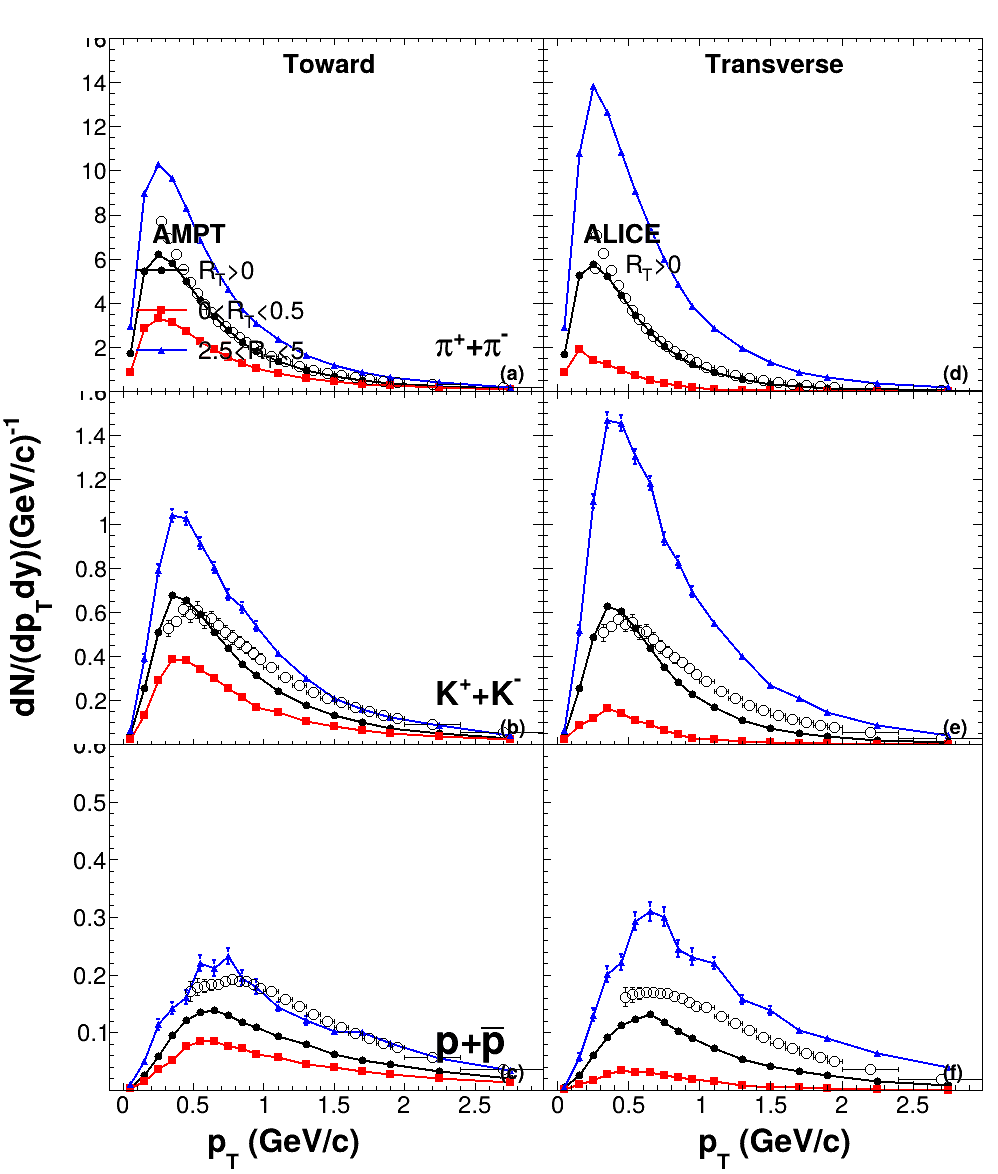 Toward
Transverse
16
14
12
10
8
6
4
2
AMPT
R_T>0
0<R_T<0.5
2.5<R_T<5
π⁺+π⁻
(a)
ALICE
R_T>0
(d)
1.6
1.4
1.2
1
0.8
0.6
0.4
0.2
K⁺+K⁻
(b)
(e)
0.6
0.5
0.4
0.3
0.2
0.1
p+p̅
(c)
(f)
dN/(dp_T dy)(GeV/c)⁻¹
0 0.5 1 1.5 2 2.5
0 0.5 1 1.5 2 2.5
p_T (GeV/c)
p_T (GeV/c)